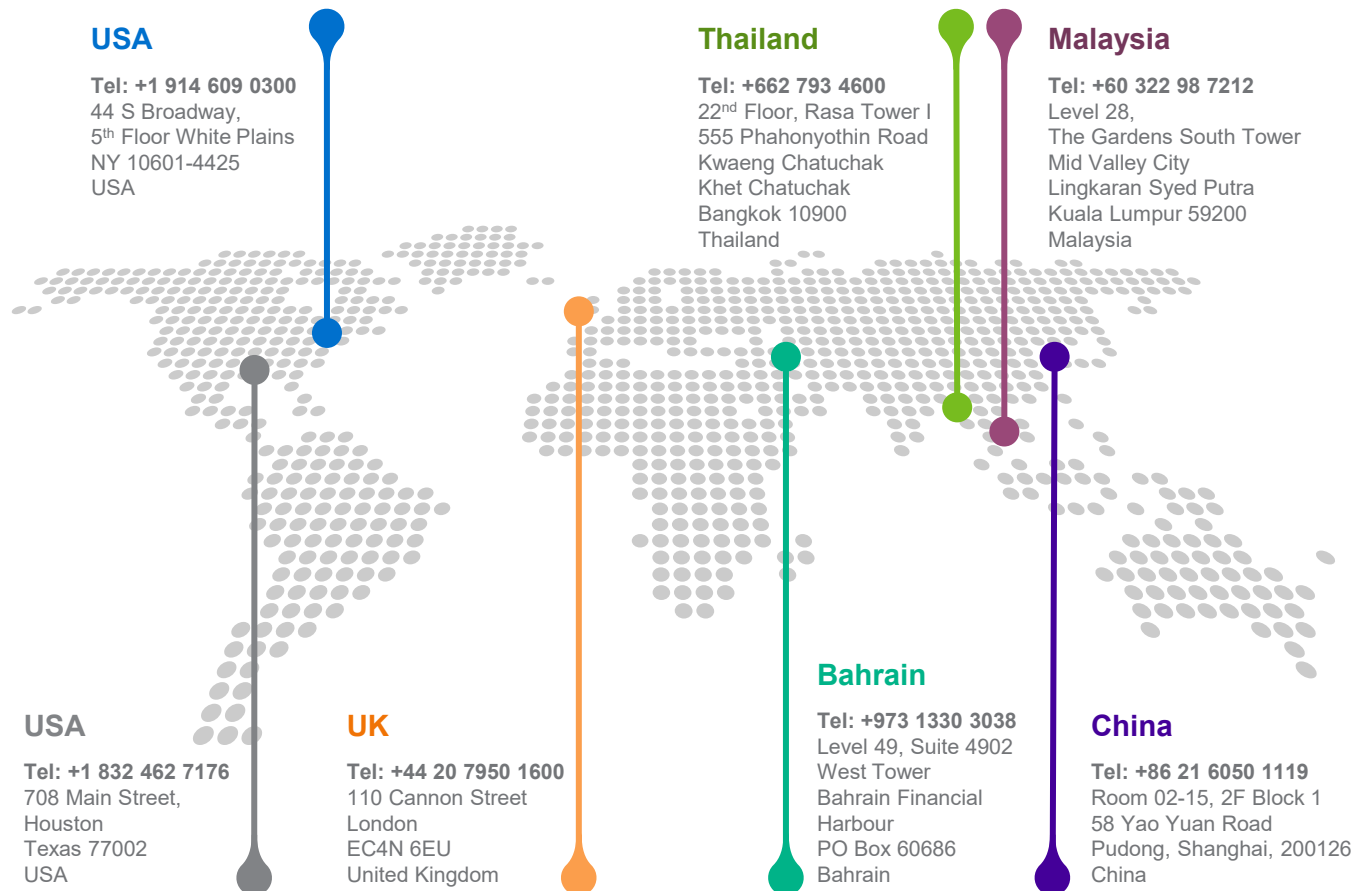 USA
Tel: +1 914 609 0300
44 S Broadway,
5th Floor White Plains
NY 10601-4425
USA
Thailand
Tel: +662 793 4600
22nd Floor, Rasa Tower I
555 Phahonyothin Road
Kwaeng Chatuchak
Khet Chatuchak
Bangkok 10900
Thailand
Malaysia
Tel: +60 322 98 7212
Level 28,
The Gardens South Tower
Mid Valley City
Lingkaran Syed Putra
Kuala Lumpur 59200
Malaysia
USA
Tel: +1 832 462 7176
708 Main Street,
Houston
Texas 77002
USA
UK
Tel: +44 20 7950 1600
110 Cannon Street
London
EC4N 6EU
United Kingdom
Bahrain
Tel: +973 1330 3038
Level 49, Suite 4902
West Tower
Bahrain Financial
Harbour
PO Box 60686
Bahrain
China
Tel: +86 21 6050 1119
Room 02-15, 2F Block 1
58 Yao Yuan Road
Pudong, Shanghai, 200126
China